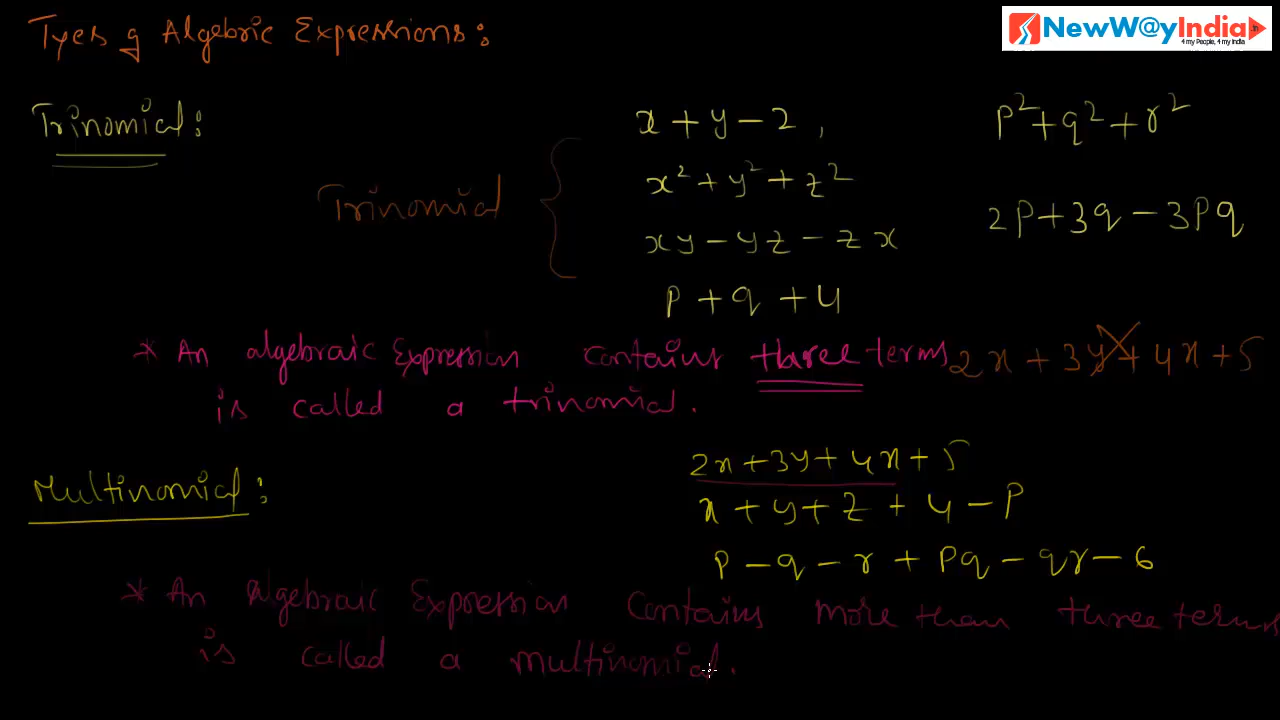 Tyes of Algebric Expressions:
NewW@yIndia
4 my People, 4 my India
Trinomial:
Trinomial
x + y - 2,
p² + q² + r²
x² + y² + z²
2p + 3q - 3pq
xy - yz - zx
p + q + 4
* An algebraic Expression contains three terms
is called a trinomial.
2x + 3y + 4x + 5
Multinomial:
2x + 3y + 4x + 5
x + y + z + 4 - p
p - q - r + pq - qr - 6
* An Algebraic Expression Contains more than three terms
is called a multinomial.